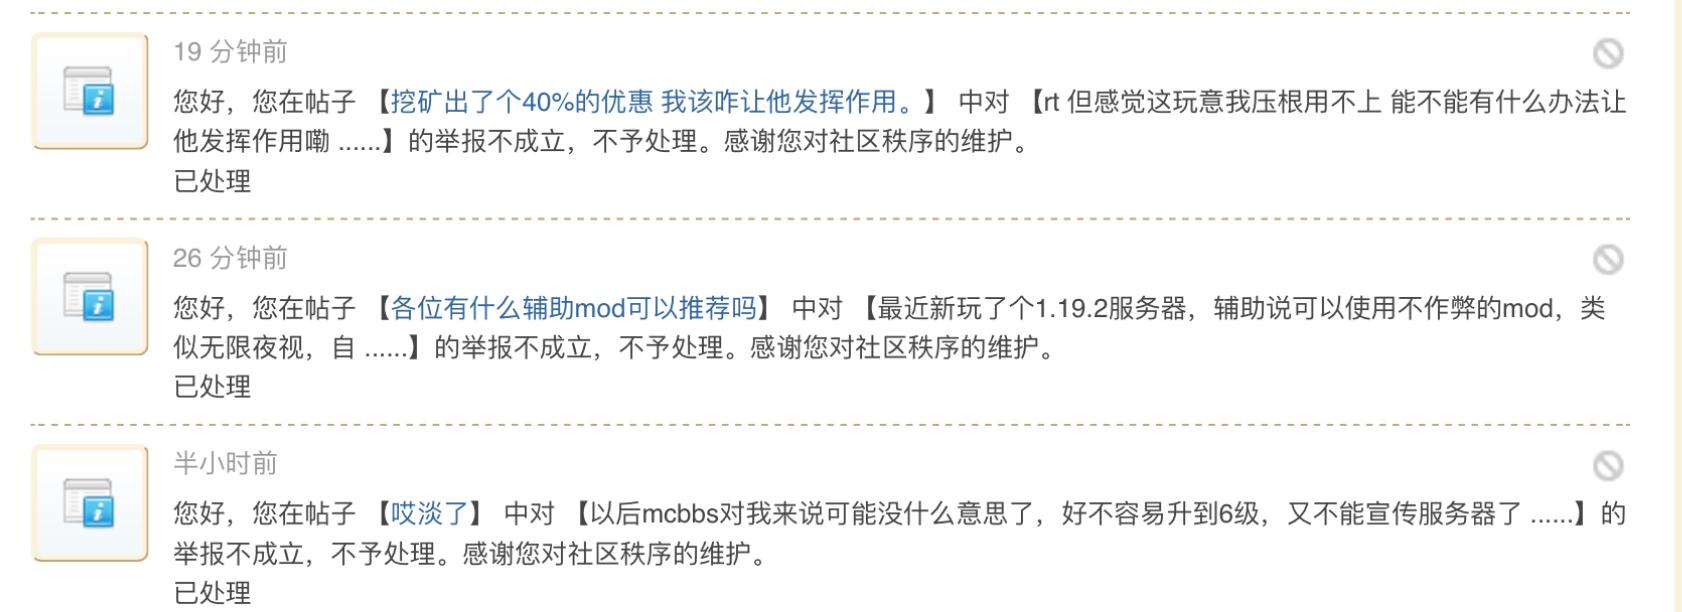 19 分钟前
您好，您在帖子 【挖矿出了个40%的优惠 我该咋让他发挥作用。】 中对 【rt 但感觉这玩意我压根用不上 能不能有什么办法让
他发挥作用嘞 ......】的举报不成立，不予处理。感谢您对社区秩序的维护。
已处理
26 分钟前
您好，您在帖子 【各位有什么辅助mod可以推荐吗】 中对 【最近新玩了个1.19.2服务器，辅助说可以使用不作弊的mod，类
似无限夜视，自 ......】的举报不成立，不予处理。感谢您对社区秩序的维护。
已处理
半小时前
您好，您在帖子 【哎淡了】 中对 【以后mcbbs对我来说可能没什么意思了，好不容易升到6级，又不能宣传服务器了 ......】的
举报不成立，不予处理。感谢您对社区秩序的维护。
已处理